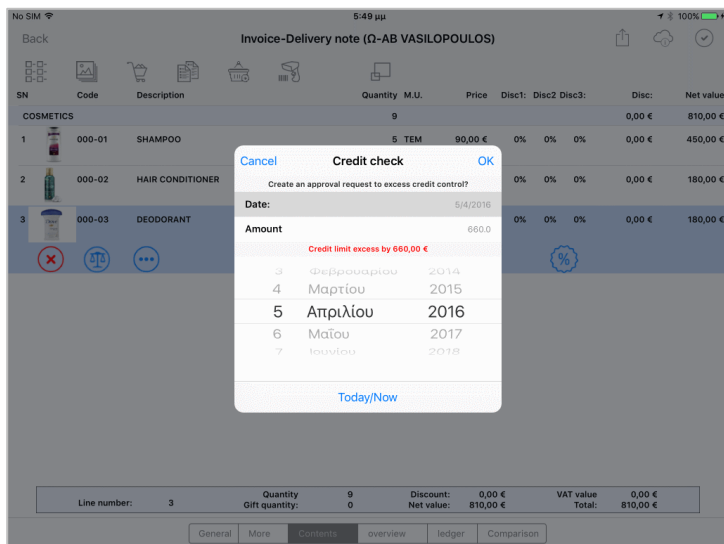 No SIM 5:49 μμ 100%
Back Invoice-Delivery note (Ω-AB VASILOPOULOS)
SN Code Description Quantity M.U. Price Disc1: Disc2 Disc3: Disc: Net value
COSMETICS 9 0,00 € 810,00 €
1 000-01 SHAMPOO 5 TEM 90,00 € 0% 0% 0% 0,00 € 450,00 €
2 000-02 HAIR CONDITIONER 0% 0% 0% 0,00 € 180,00 €
3 000-03 DEODORANT 0% 0% 0% 0,00 € 180,00 €
%
Cancel Credit check OK
Create an approval request to excess credit control?
Date: 5/4/2016
Amount 660.0
Credit limit excess by 660,00 €
3 Φεβρουαρίου 2014
4 Μαρτίου 2015
5 Απριλίου 2016
6 Μαΐου 2017
7 Ιουνίου 2018
Today/Now
Line number: 3
Quantity 9 Discount: 0,00 € VAT value 0,00 €
Gift quantity: 0 Net value: 810,00 € Total: 810,00 €
General More Contents overview ledger Comparison